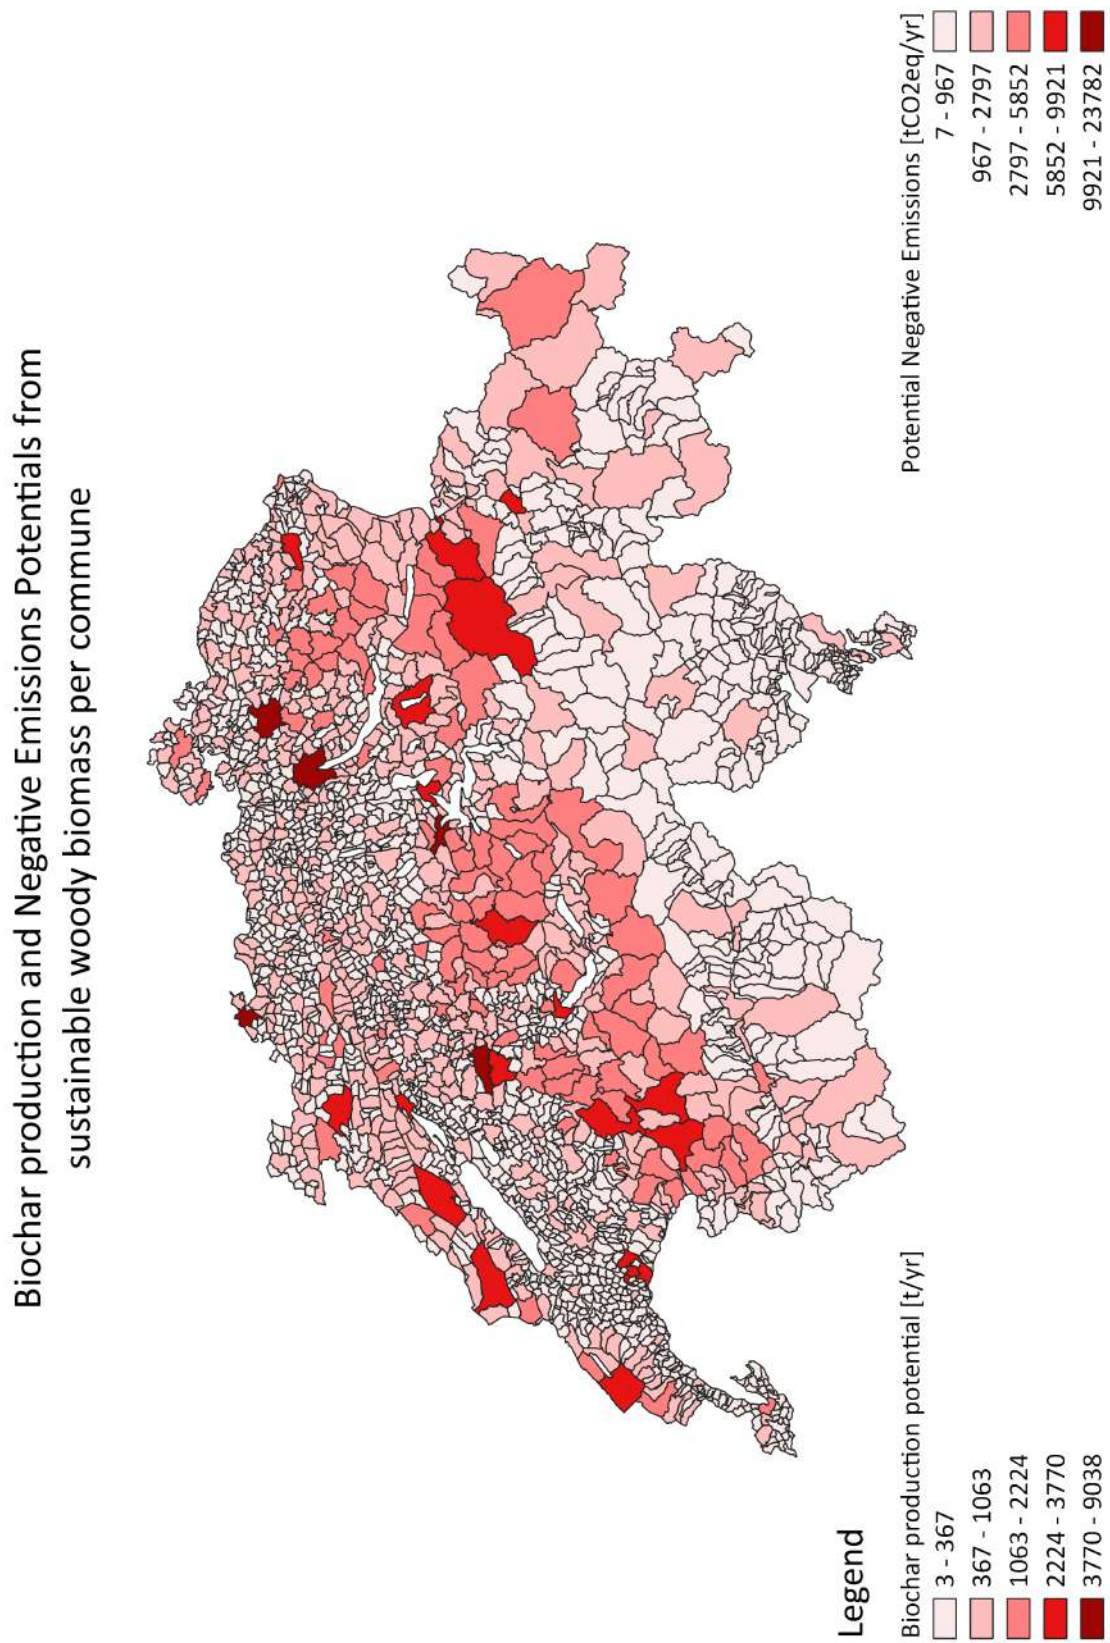 Biochar production and Negative Emissions Potentials from
sustainable woody biomass per commune
Legend
Biochar production potential [t/yr]
3 - 367
367 - 1063
1063 - 2224
2224 - 3770
3770 - 9038
Potential Negative Emissions [tCO2eq/yr]
7 - 967
967 - 2797
2797 - 5852
5852 - 9921
9921 - 23782